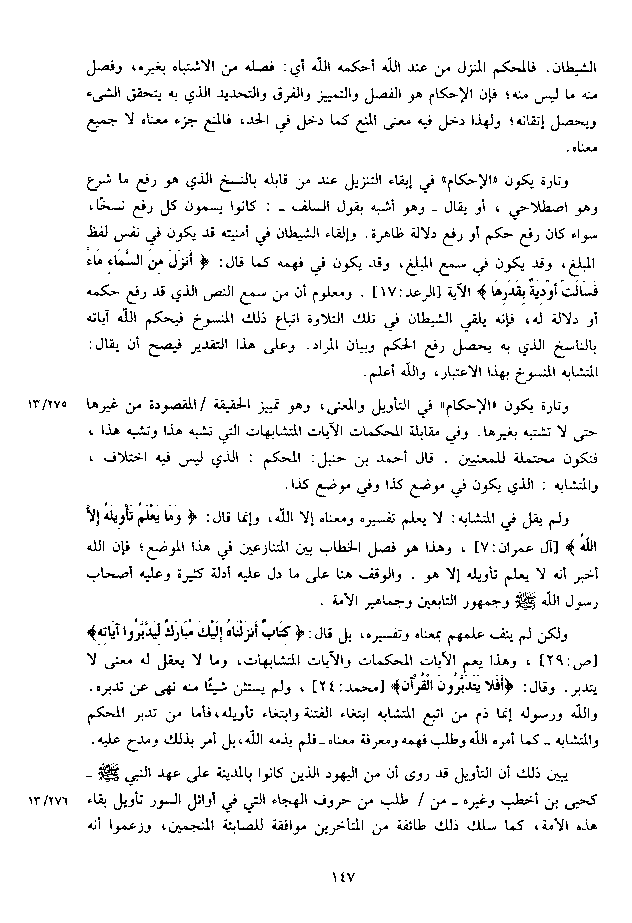 الشيطان. فالمحكم المنزل من عند الله أحكمه الله أي: فصله من الاشتباه بغيره، وفصل
منه ما ليس منه؛ فإن الإحكام هو الفصل والتمييز والفرق والتحديد الذي به يتحقق الشىء
ويحصل إتقانه؛ ولهذا دخل فيه معنى المنع كما دخل في الحد، فالمنع جزء معناه لا جميع
معناه.
وتارة يكون «الإحكام» في إبقاء التنزيل عند من قابله بالنسخ الذي هو رفع ما شرع
وهو اصطلاحي ، أو يقال ـ وهو أشبه بقول السلف ـ : كانوا يسمون كل رفع نسخًا،
سواء كان رفع حكم أو رفع دلالة ظاهرة. وإلقاء الشيطان في أمنيته قد يكون في نفس لفظ
المبلغ، وقد يكون في سمع المبلغ، وقد يكون في فهمه كما قال: ﴿ أَنزَلَ مِنَ السَّمَاءِ مَاءً
فَسَالَتْ أَوْدِيَةٌ بِقَدَرِهَا ﴾ الآية [الرعد:١٧] . ومعلوم أن من سمع النص الذي قد رفع حكمه
أو دلالة له، فإنه يلقي الشيطان في تلك التلاوة اتباع ذلك المنسوخ فيحكم الله آياته
بالناسخ الذي به يحصل رفع الحكم وبيان المراد. وعلى هذا التقدير فيصح أن يقال:
المتشابه المنسوخ بهذا الاعتبار، والله أعلم.
وتارة يكون «الإحكام» في التأويل والمعنى، وهو تمييز الحقيقة /المقصودة من غيرها ١٣/٢٧٥
حتى لا تشتبه بغيرها. وفي مقابلة المحكمات الآيات المتشابهات التي تشبه هذا وتشبه هذا ،
فتكون محتملة للمعنيين . قال أحمد بن حنبل: المحكم : الذي ليس فيه اختلاف ،
والمتشابه : الذي يكون في موضع كذا وفي موضع كذا.
ولم يقل في المتشابه: لا يعلم تفسيره ومعناه إلا الله، وإنما قال: ﴿ وَمَا يَعْلَمُ تَأْوِيلَهُ إِلاَّ
اللَّهُ ﴾ [آل عمران:٧] ، وهذا هو فصل الخطاب بين المتنازعين في هذا الموضع؛ فإن الله
أخبر أنه لا يعلم تأويله إلا هو . والوقف هنا على ما دل عليه أدلة كثيرة وعليه أصحاب
رسول الله ﷺ وجمهور التابعين وجماهير الأمة .
ولكن لم ينف علمهم بمعناه وتفسيره، بل قال: ﴿ كِتَابٌ أَنزَلْنَاهُ إِلَيْكَ مُبَارَكٌ لِيَدَّبَّرُوا آيَاتِهِ﴾
[ص:٢٩] ، وهذا يعم الآيات المحكمات والآيات المتشابهات، وما لا يعقل له معنى لا
يتدبر. وقال: ﴿أَفَلا يَتَدَبَّرُونَ الْقُرْآنَ﴾ [محمد:٢٤] ، ولم يستثن شيئًا منه نهى عن تدبره.
والله ورسوله إنما ذم من اتبع المتشابه ابتغاء الفتنة وابتغاء تأويله، فأما من تدبر المحكم
والمتشابه ـ كما أمره الله وطلب فهمه ومعرفة معناه ـ فلم يذمه الله، بل أمر بذلك ومدح عليه.
يبين ذلك أن التأويل قد روى أن من اليهود الذين كانوا بالمدينة على عهد النبي ﷺ ـ
كحيى بن أخطب وغيره ـ من / طلب من حروف الهجاء التي في أوائل السور تأويل بقاء ١٣/٢٧٦
هذه الأمة، كما سلك ذلك طائفة من المتأخرين موافقة للصابئة المنجمين، وزعموا أنه
١٤٧